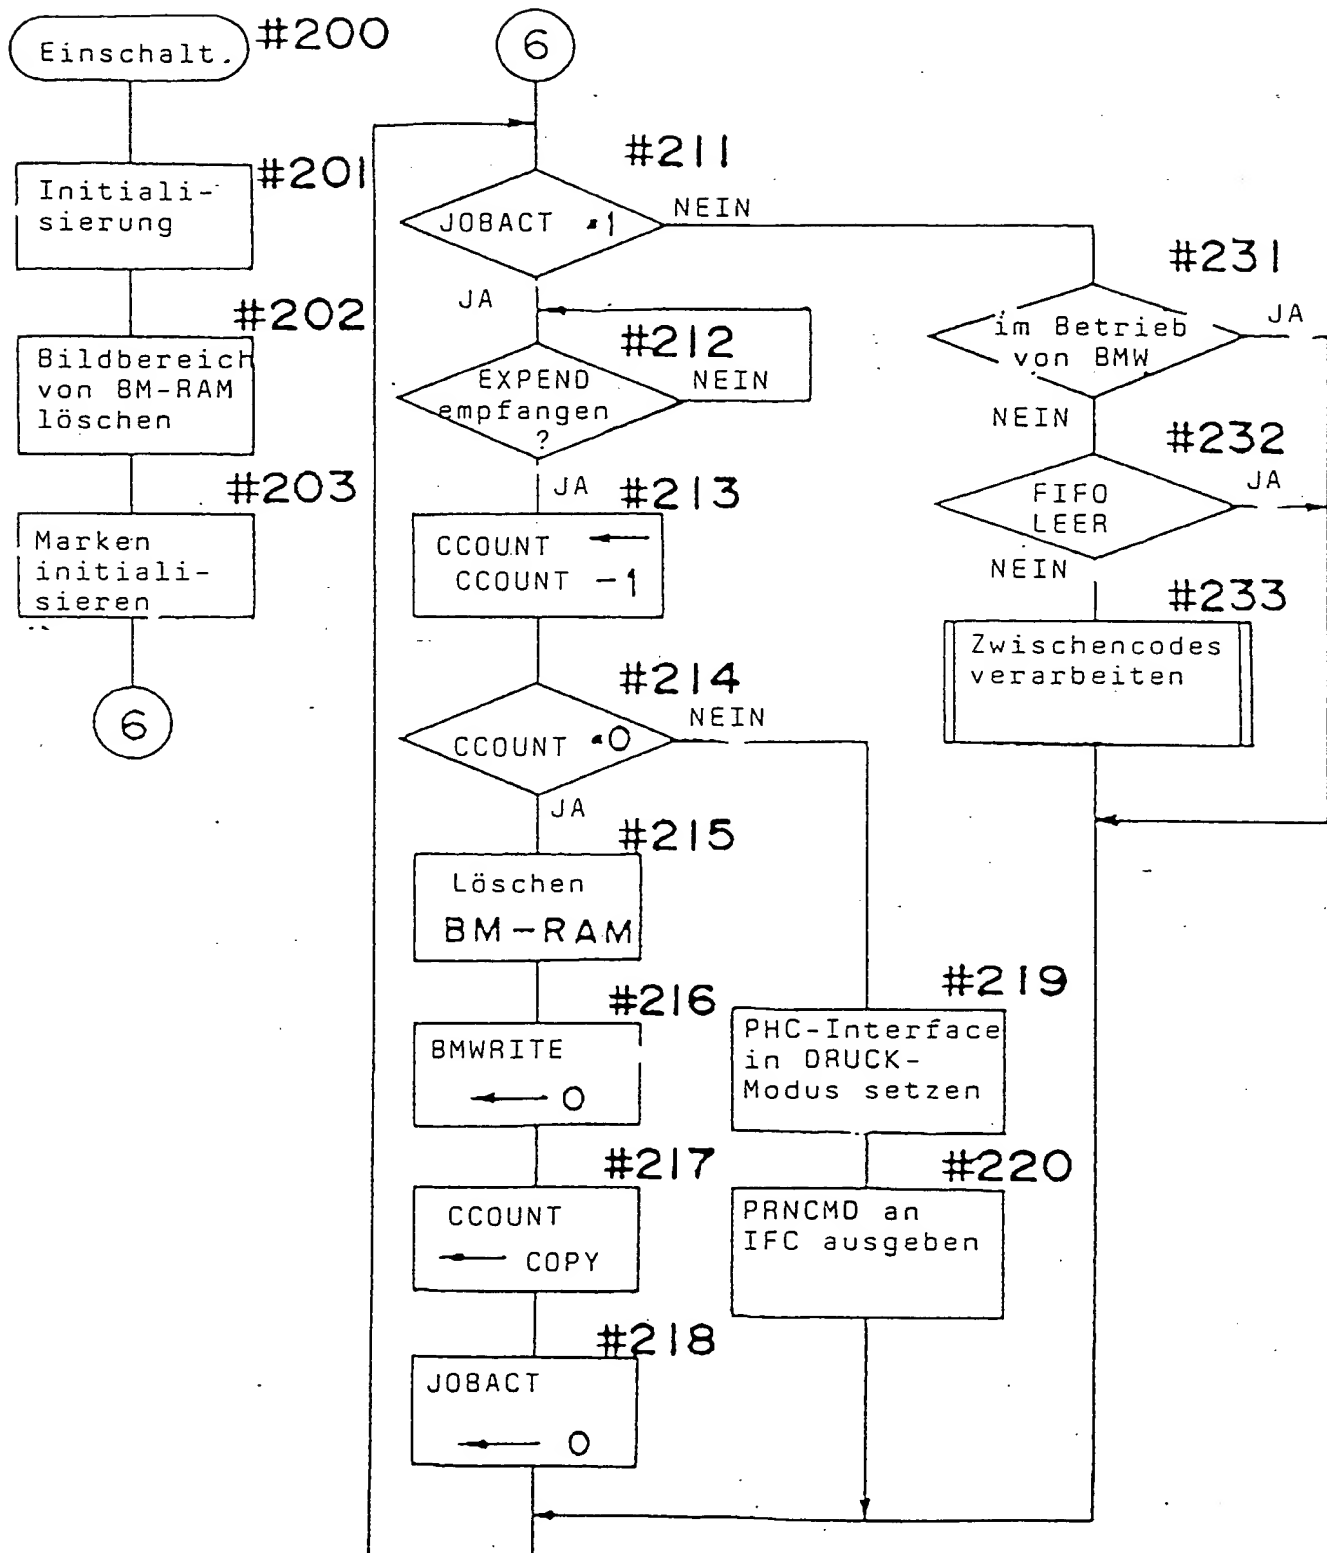 Einschalt.
#200
#201
Initiali-
sierung
#202
Bildbereich
von BM-RAM
löschen
#203
Marken
initiali-
sieren
6
6
#211
JOBACT =1
NEIN
JA
#212
EXPEND
empfangen
?
NEIN
JA
#213
CCOUNT ←
CCOUNT -1
#214
CCOUNT =0
NEIN
JA
#215
Löschen
BM-RAM
#216
BMWRITE
← 0
#217
CCOUNT
← COPY
#218
JOBACT
← 0
#219
PHC-Interface
in DRUCK-
Modus setzen
#220
PRNCMD an
IFC ausgeben
#231
im Betrieb
von BMW
JA
NEIN
#232
FIFO
LEER
JA
NEIN
#233
Zwischencodes
verarbeiten